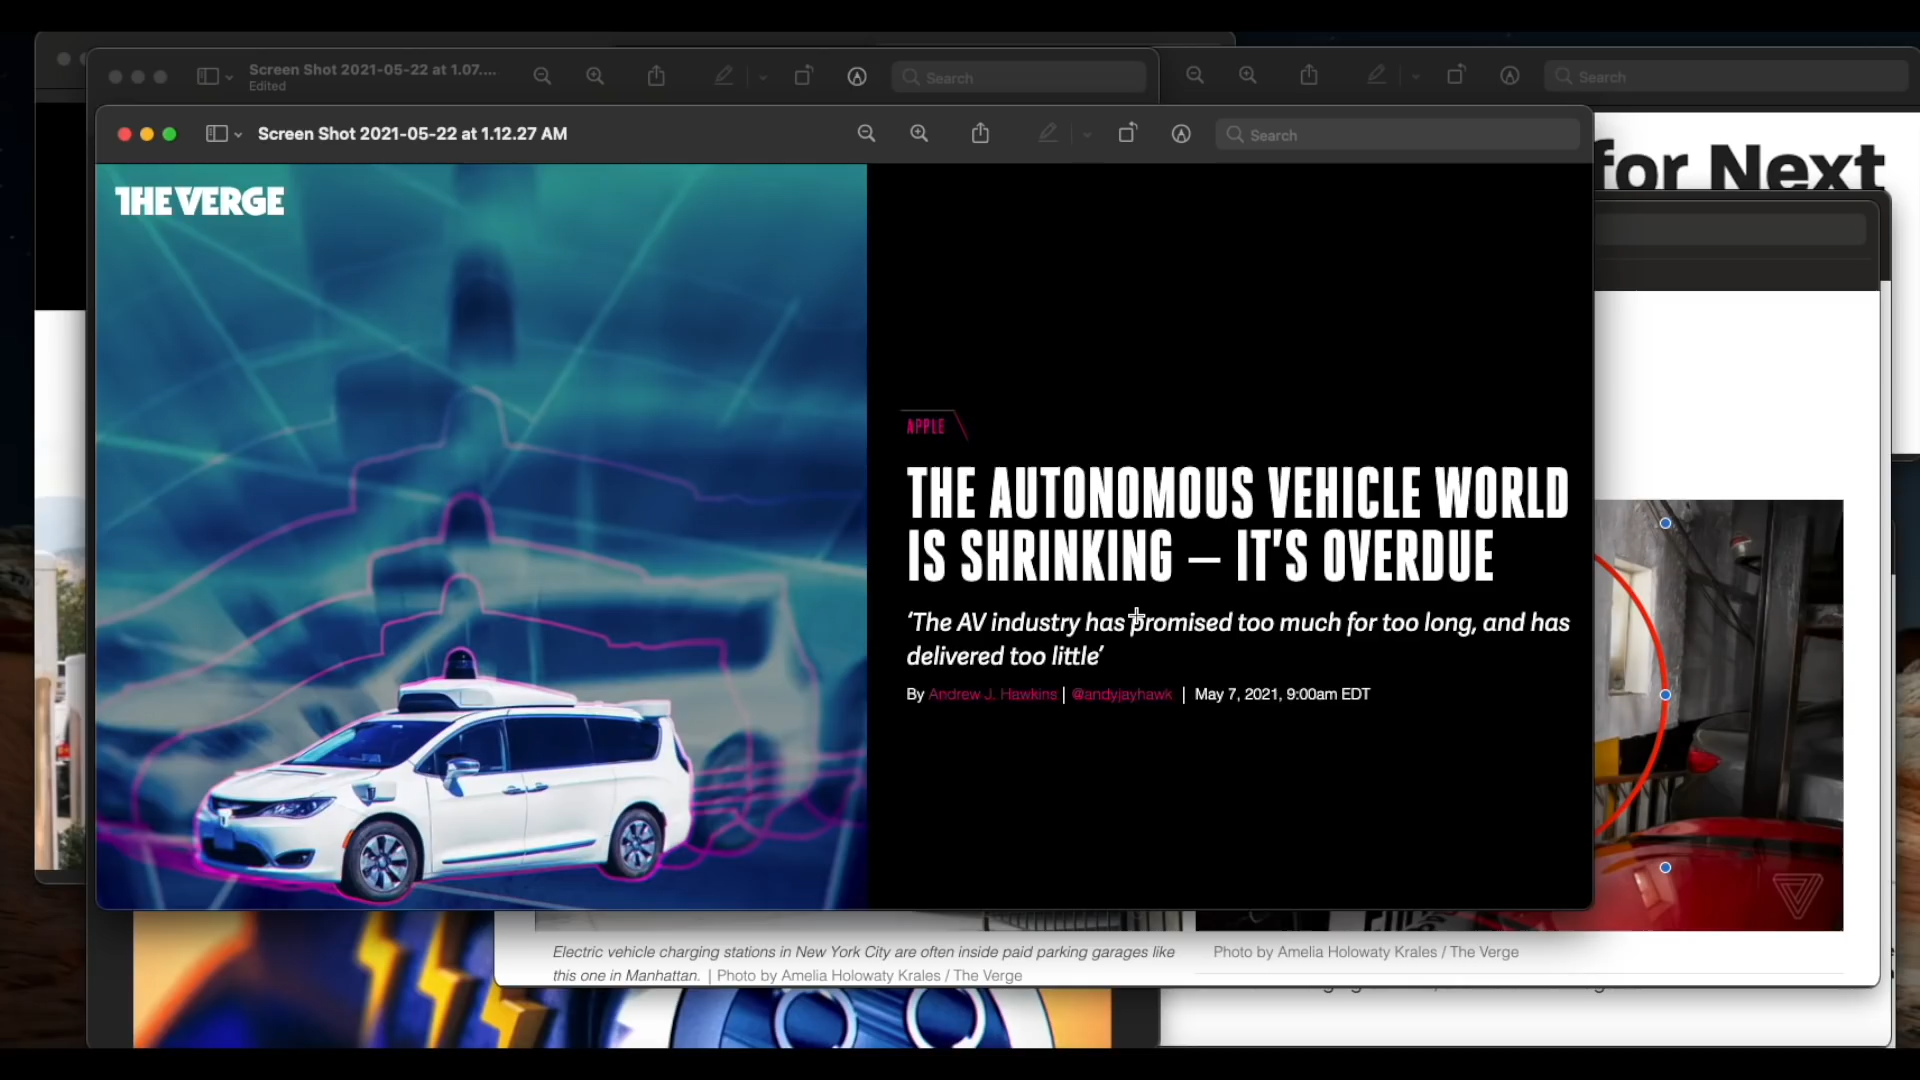 Screen Shot 2021-05-22 at 1.07....
Edited
Search
Search
Screen Shot 2021-05-22 at 1.12.27 AM
Search
for Next
THE VERGE
APPLE
THE AUTONOMOUS VEHICLE WORLD
IS SHRINKING — IT'S OVERDUE
‘The AV industry has promised too much for too long, and has
delivered too little’
By Andrew J. Hawkins | @andyjayhawk | May 7, 2021, 9:00am EDT
Electric vehicle charging stations in New York City are often inside paid parking garages like
this one in Manhattan. | Photo by Amelia Holowaty Krales / The Verge
Photo by Amelia Holowaty Krales / The Verge